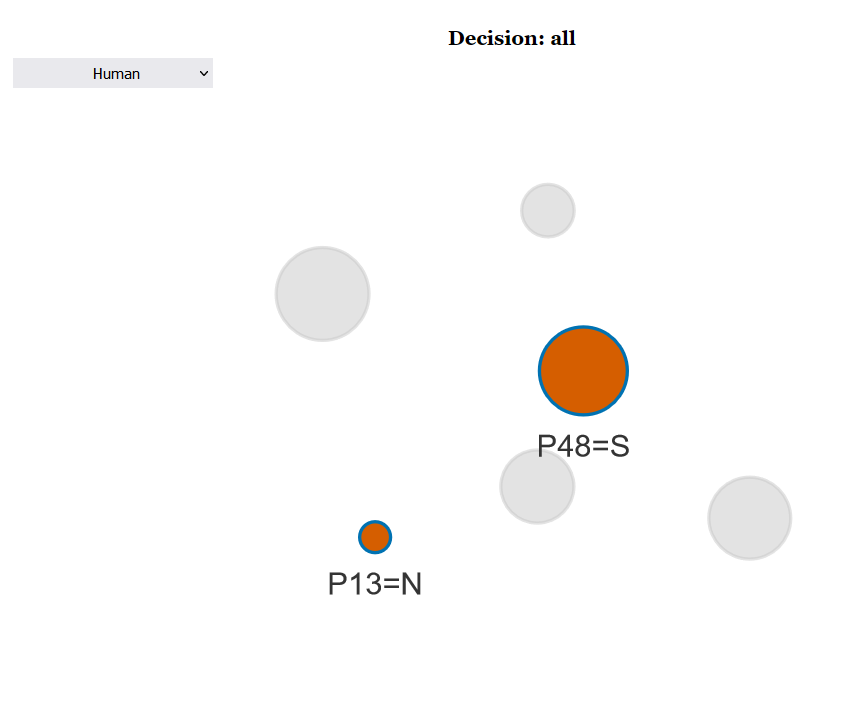 Decision: all
Human
P48=S
P13=N